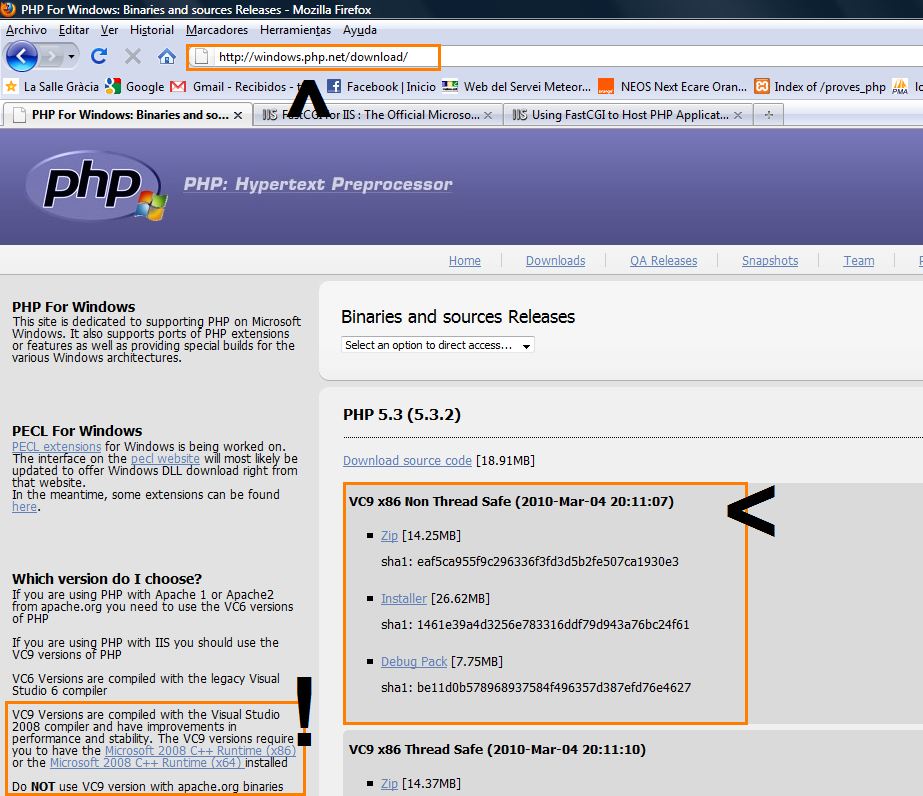 PHP For Windows: Binaries and sources Releases - Mozilla Firefox
Archivo Editar Ver Historial Marcadores Herramientas Ayuda
http://windows.php.net/download/
La Salle Gràcia Google Gmail - Recibidos - t Facebook | Inicio Web del Servei Meteor... NEOS Next Ecare Oran... Index of /proves_php
PHP For Windows: Binaries and so... FastCGI for IIS : The Official Microso... Using FastCGI to Host PHP Applicat...
php PHP: Hypertext Preprocessor
Home Downloads QA Releases Snapshots Team
PHP For Windows
This site is dedicated to supporting PHP on Microsoft
Windows. It also supports ports of PHP extensions
or features as well as providing special builds for the
various Windows architectures.
PECL For Windows
PECL extensions for Windows is being worked on.
The interface on the pecl website will most likely be
updated to offer Windows DLL download right from
that website.
In the meantime, some extensions can be found
here.
Which version do I choose?
If you are using PHP with Apache 1 or Apache2
from apache.org you need to use the VC6 versions
of PHP
If you are using PHP with IIS you should use the
VC9 versions of PHP
VC6 Versions are compiled with the legacy Visual
Studio 6 compiler
VC9 Versions are compiled with the Visual Studio
2008 compiler and have improvements in
performance and stability. The VC9 versions require
you to have the Microsoft 2008 C++ Runtime (x86)
or the Microsoft 2008 C++ Runtime (x64) installed
Do NOT use VC9 version with apache.org binaries
!
Binaries and sources Releases
Select an option to direct access...
PHP 5.3 (5.3.2)
Download source code [18.91MB]
VC9 x86 Non Thread Safe (2010-Mar-04 20:11:07)
<
Zip [14.25MB]
sha1: eaf5ca955f9c296336f3fd3d5b2fe507ca1930e3
Installer [26.62MB]
sha1: 1461e39a4d3256e783316ddf79d943a76bc24f61
Debug Pack [7.75MB]
sha1: be11d0b578968937584f496357d387efd76e4627
VC9 x86 Thread Safe (2010-Mar-04 20:11:10)
Zip [14.37MB]